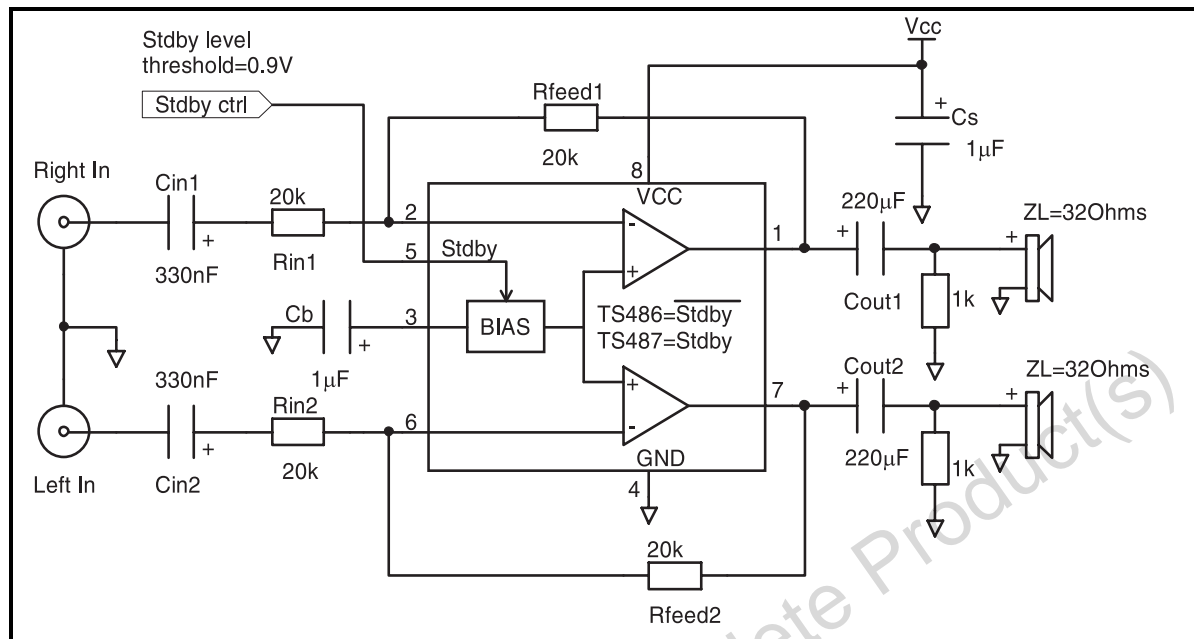 Stdby level
threshold=0.9V
Stdby ctrl
Vcc
+
Cs
1µF
Rfeed1
20k
8
VCC
Right In
Cin1
+
330nF
20k
Rin1
2
5
Stdby
-
+
1
220µF
+
Cout1
1k
ZL=32Ohms
+
Cb
+
1µF
3
BIAS
TS486=Stdby
TS487=Stdby
Left In
330nF
+
Cin2
Rin2
20k
6
+
-
7
Cout2
+
220µF
1k
ZL=32Ohms
+
GND
4
20k
Rfeed2
lete Product(s)